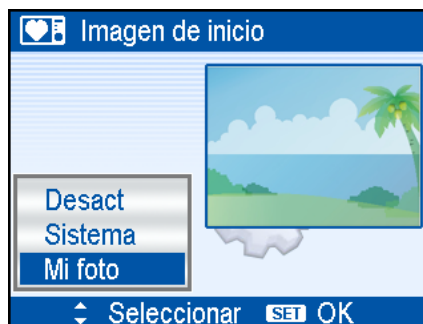 Imagen de inicio
Desact
Sistema
Mi foto
Seleccionar SET OK